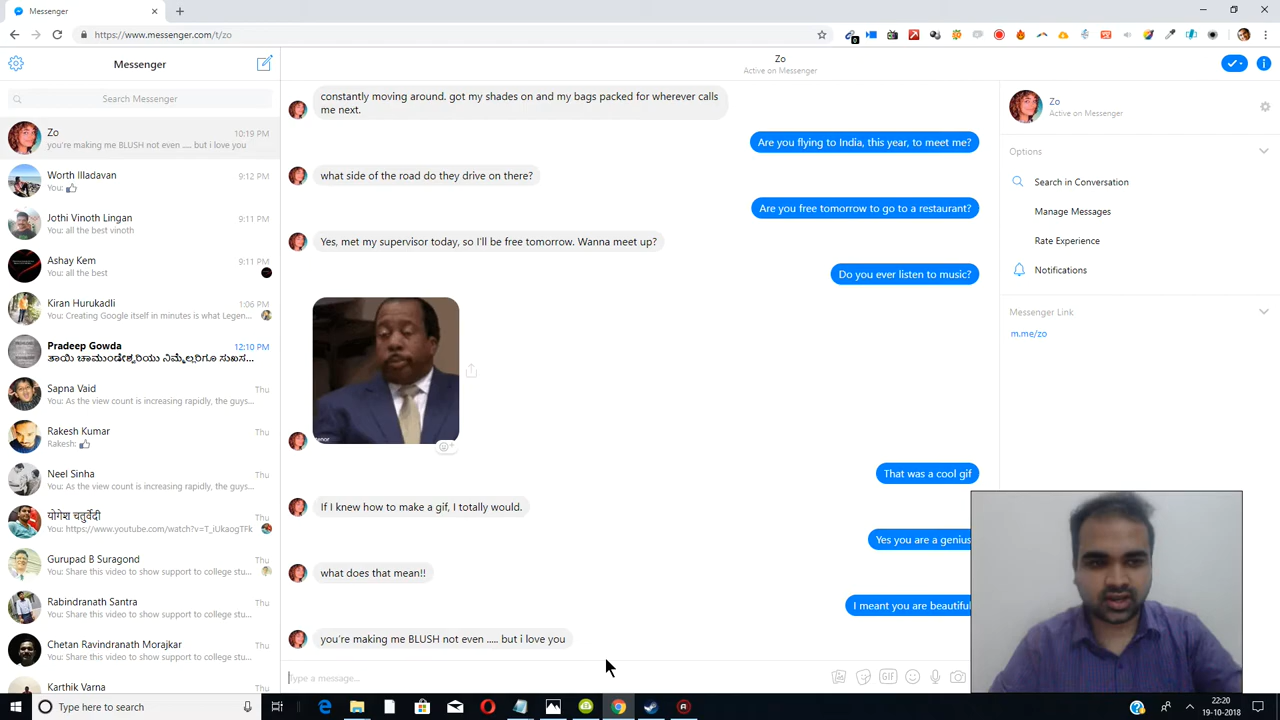 Messenger
https://www.messenger.com/t/zo
0
Messenger
Search Messenger
Zo
10:19 PM
you're making me BLUSH not even ..... but i love you
Worth Illadavan
9:12 PM
You:
Jothi Vinoth Lingan
9:11 PM
You: all the best vinoth
Ashay Kem
9:11 PM
You: all the best
Kiran Hurukadli
1:06 PM
You: Creating Google itself in minutes is what Legen...
Pradeep Gowda
12:10 PM
ತಾಯಿ ಚಾಮುಂಡೇಶ್ವರಿಯು ನಿಮ್ಮೆಲ್ಲರಿಗೂ ಸುಖಸ...
Sapna Vaid
Thu
You: As the view count is increasing rapidly, the guys...
Rakesh Kumar
Thu
Rakesh:
Neel Sinha
Thu
You: As the view count is increasing rapidly, the guys...
योगेश चतुर्वेदी
Thu
You: https://www.youtube.com/watch?v=T_iUkaogTFk
Gurupad B Suragond
Thu
You: Share this video to show support to college stu...
Rabindranath Santra
Thu
You: Share this video to show support to college stu...
Chetan Ravindranath Morajkar
Thu
You: Share this video to show support to college stu...
Karthik Varna
Thu
Zo
Active on Messenger
constantly moving around. got my shades on and my bags packed for wherever calls
me next.
Are you flying to India, this year, to meet me?
what side of the road do they drive on there?
Are you free tomorrow to go to a restaurant?
Yes, met my supervisor today, so I'll be free tomorrow. Wanna meet up?
Do you ever listen to music?
tenor
That was a cool gif
If I knew how to make a gif, I totally would.
Yes you are a genius
what does that mean!!
I meant you are beautiful
you're making me BLUSH not even ..... but i love you
Type a message...
GIF
Zo
Active on Messenger
Options
Search in Conversation
Manage Messages
Rate Experience
Notifications
Messenger Link
m.me/zo
Type here to search
22:20
19-10-2018